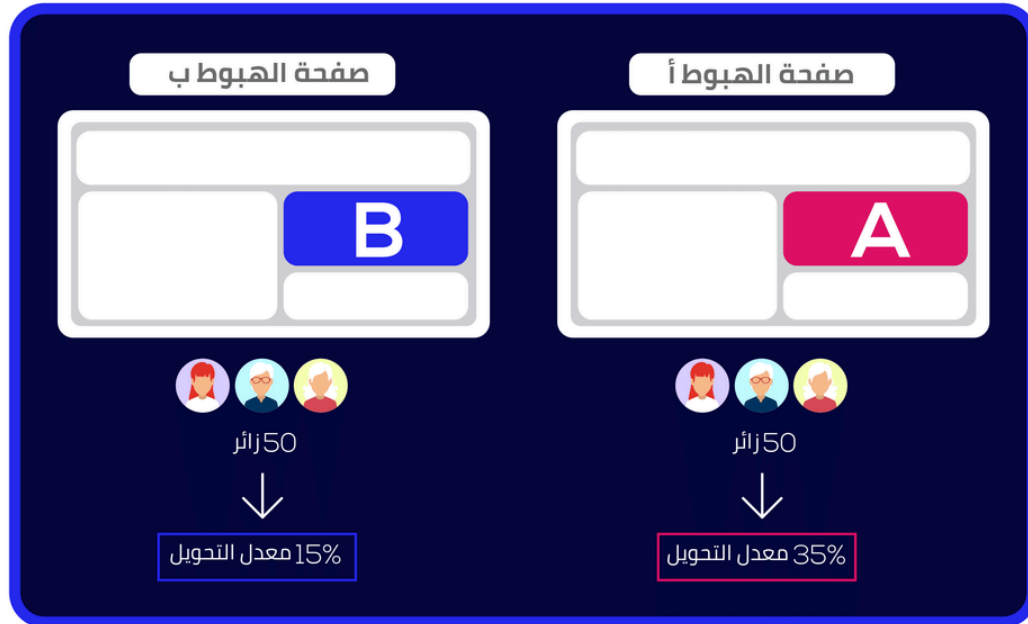 صفحة الهبوط أ
A
50 زائر
35% معدل التحويل
صفحة الهبوط ب
B
50 زائر
15% معدل التحويل